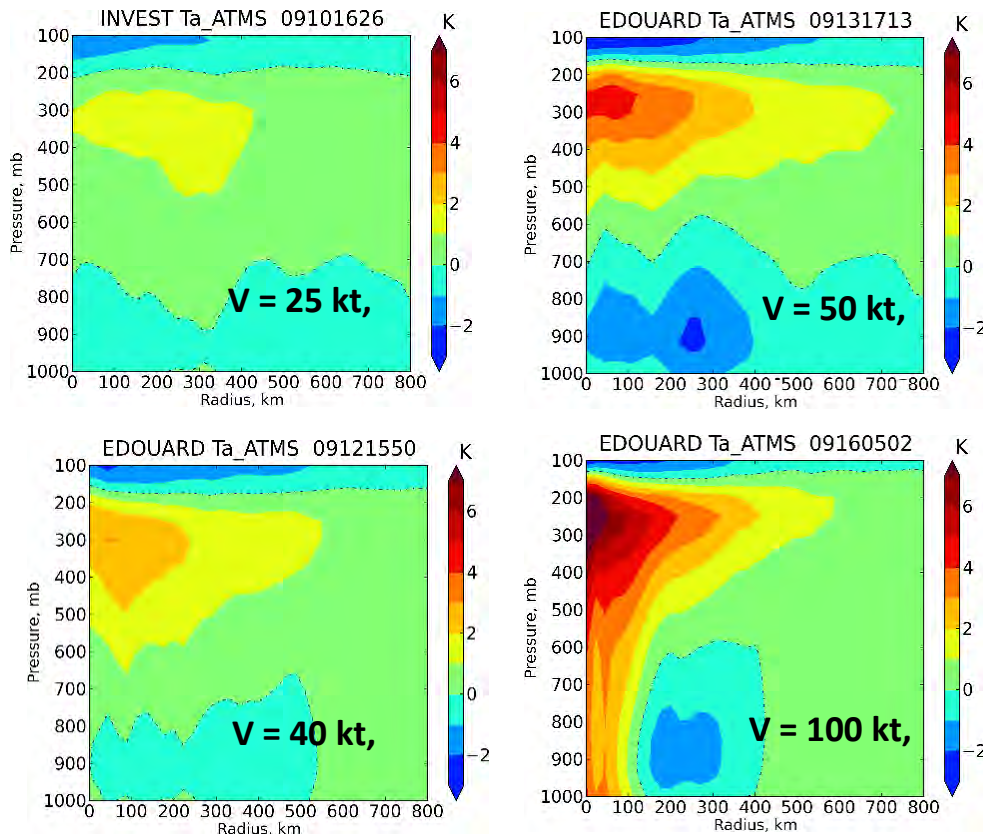 INVEST Ta_ATMS 09101626
K
100
200
300
400
500
600
700
800
900
1000
Pressure, mb
0 100 200 300 400 500 600 700 800
Radius, km
6
4
2
0
−2
V = 25 kt,
EDOUARD Ta_ATMS 09131713
K
100
200
300
400
500
600
700
800
900
1000
Pressure, mb
0 100 200 300 400 500 600 700 800
Radius, km
6
4
2
0
−2
V = 50 kt,
EDOUARD Ta_ATMS 09121550
K
100
200
300
400
500
600
700
800
900
1000
Pressure, mb
0 100 200 300 400 500 600 700 800
Radius, km
6
4
2
0
−2
V = 40 kt,
EDOUARD Ta_ATMS 09160502
K
100
200
300
400
500
600
700
800
900
1000
Pressure, mb
0 100 200 300 400 500 600 700 800
Radius, km
6
4
2
0
−2
V = 100 kt,